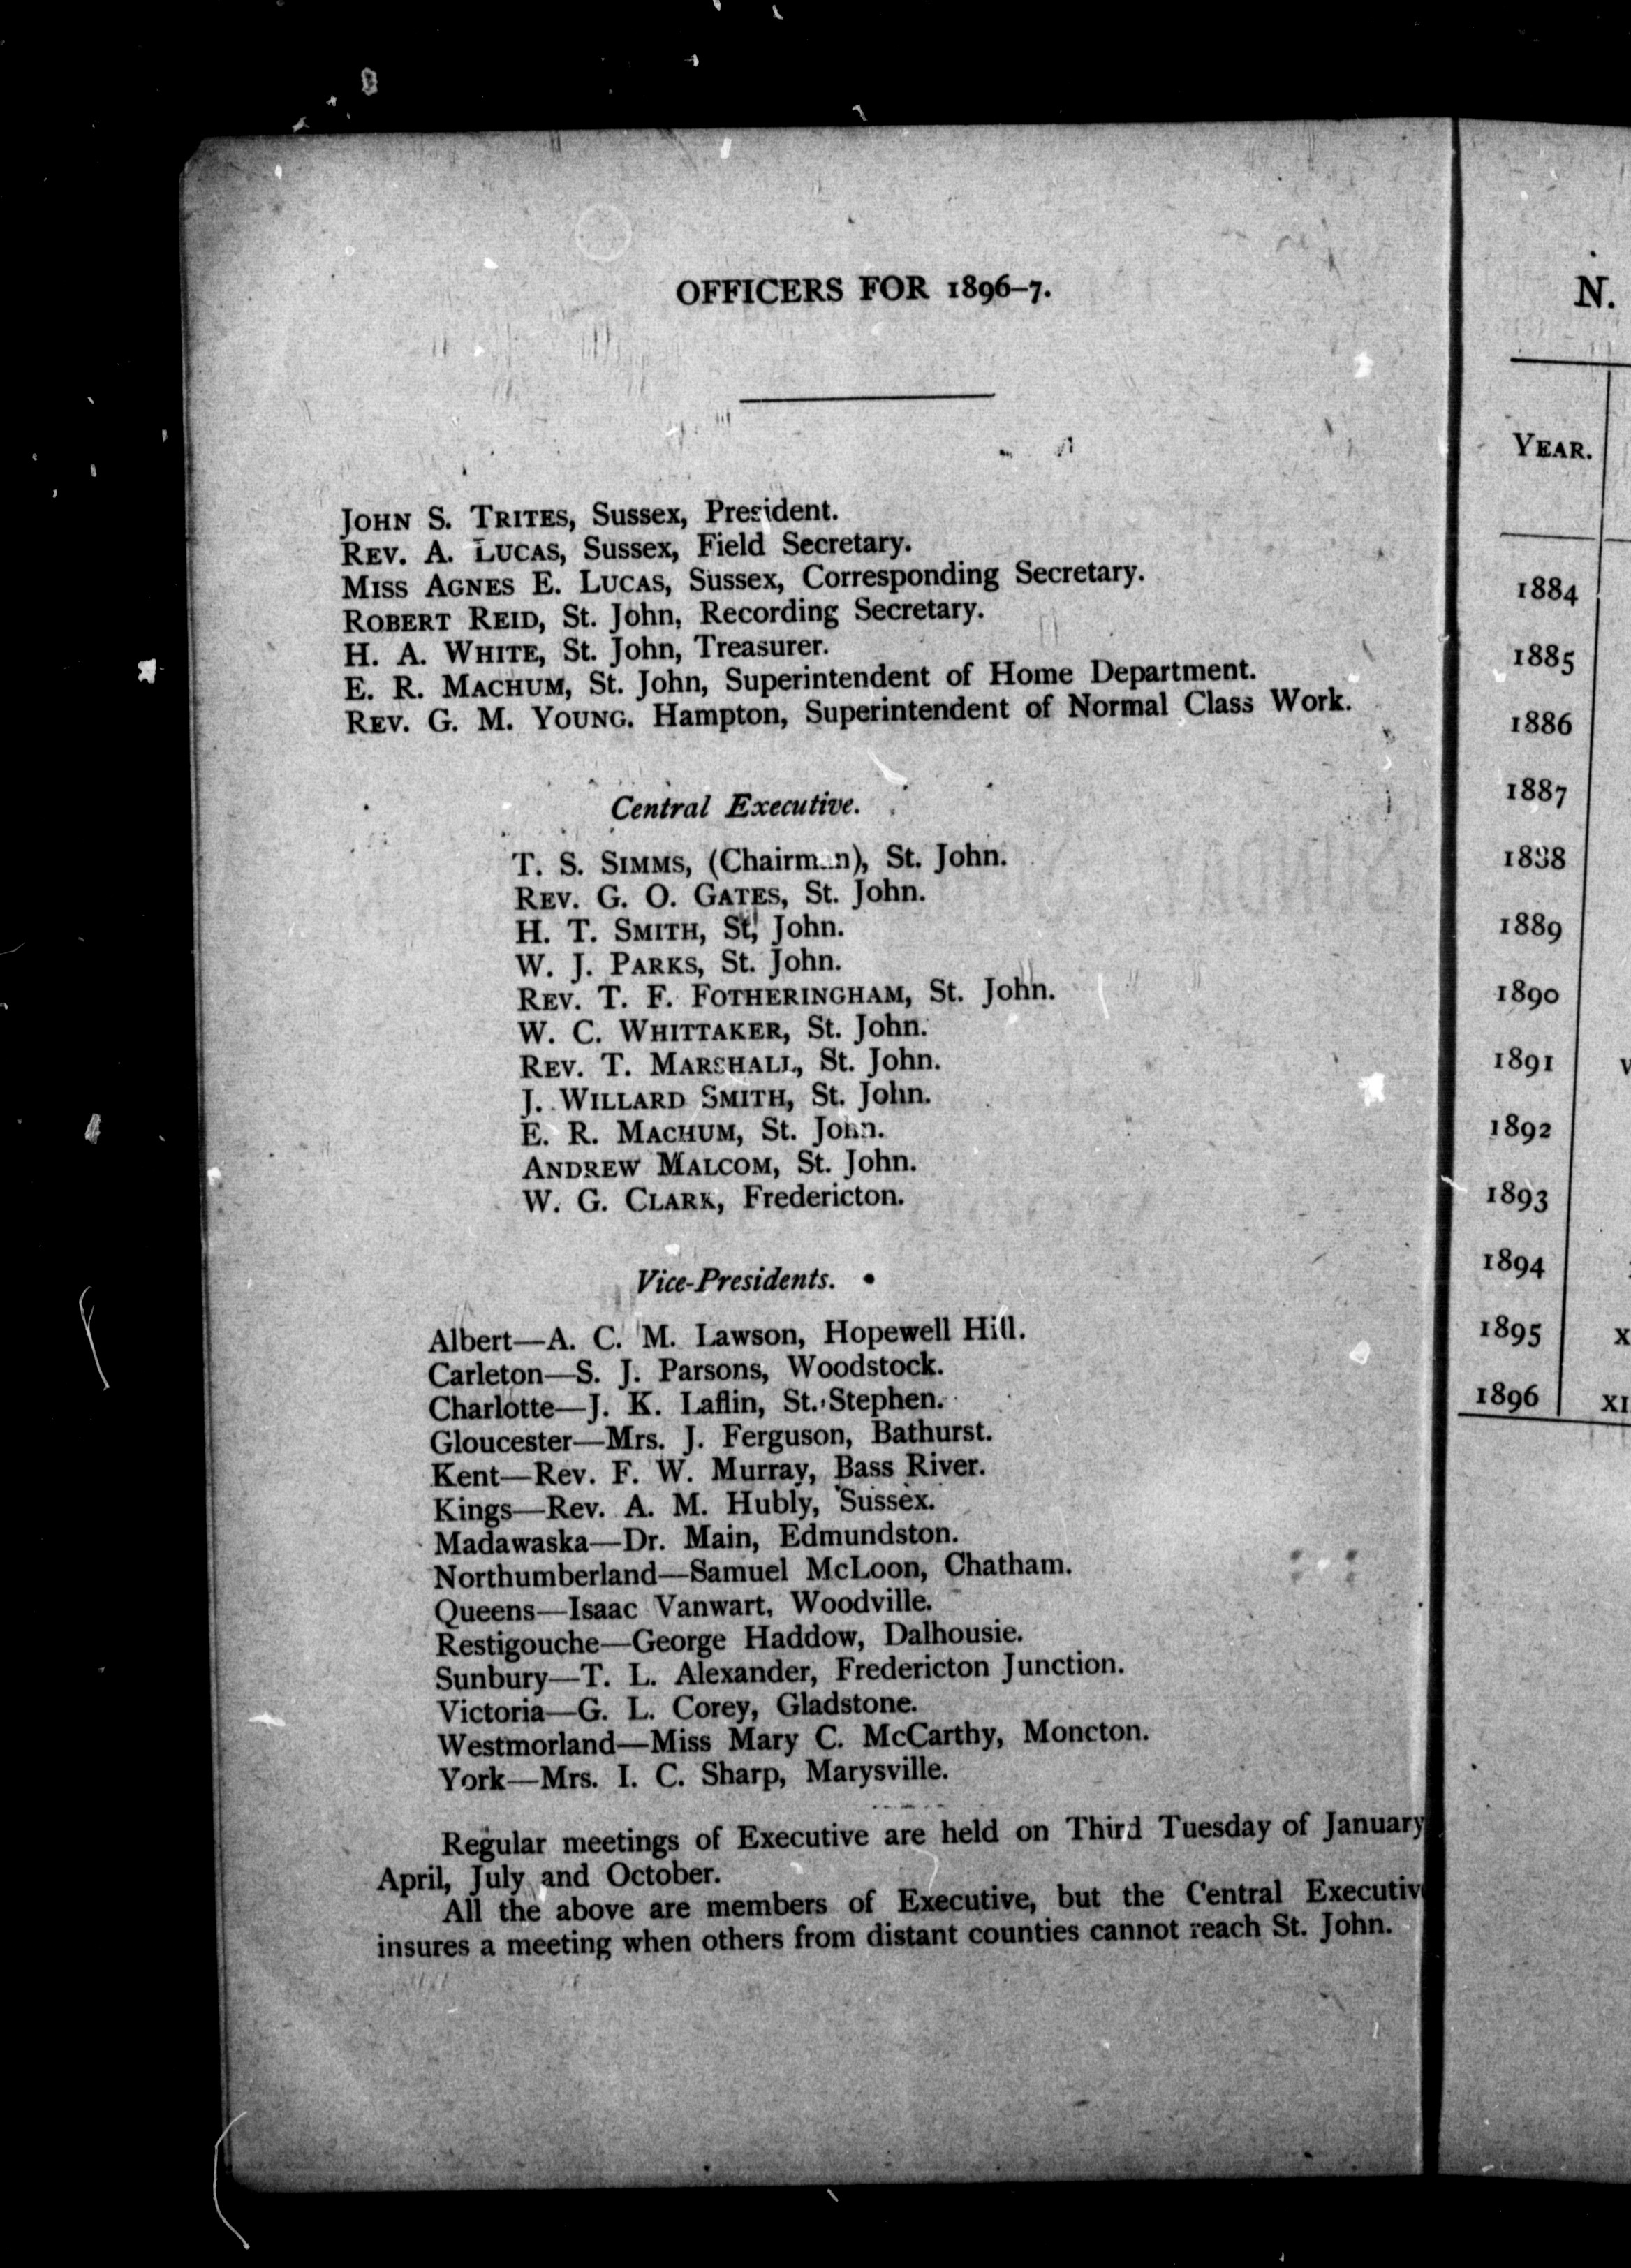 OFFICERS FOR 1896–7.
JOHN S. TRITES, Sussex, President.
REV. A. LUCAS, Sussex, Field Secretary.
MISS AGNES E. LUCAS, Sussex, Corresponding Secretary.
ROBERT REID, St. John, Recording Secretary.
H. A. WHITE, St. John, Treasurer.
E. R. MACHUM, St. John, Superintendent of Home Department.
REV. G. M. YOUNG. Hampton, Superintendent of Normal Class Work.
Central Executive.
T. S. SIMMS, (Chairman), St. John.
REV. G. O. GATES, St. John.
H. T. SMITH, St, John.
W. J. PARKS, St. John.
REV. T. F. FOTHERINGHAM, St. John.
W. C. WHITTAKER, St. John.
REV. T. MARSHALL, St. John.
J. WILLARD SMITH, St. John.
E. R. MACHUM, St. John.
ANDREW MALCOM, St. John.
W. G. CLARK, Fredericton.
Vice-Presidents.
Albert—A. C. M. Lawson, Hopewell Hill.
Carleton—S. J. Parsons, Woodstock.
Charlotte—J. K. Laflin, St. Stephen.
Gloucester—Mrs. J. Ferguson, Bathurst.
Kent—Rev. F. W. Murray, Bass River.
Kings—Rev. A. M. Hubly, Sussex.
Madawaska—Dr. Main, Edmundston.
Northumberland—Samuel McLoon, Chatham.
Queens—Isaac Vanwart, Woodville.
Restigouche—George Haddow, Dalhousie.
Sunbury—T. L. Alexander, Fredericton Junction.
Victoria—G. L. Corey, Gladstone.
Westmorland—Miss Mary C. McCarthy, Moncton.
York—Mrs. I. C. Sharp, Marysville.
Regular meetings of Executive are held on Third Tuesday of January
April, July and October.
All the above are members of Executive, but the Central Executiv
insures a meeting when others from distant counties cannot reach St. John.
N.
YEAR.
1884
1885
1886
1887
1888
1889
1890
1891
1892
1893
1894
1895
1896